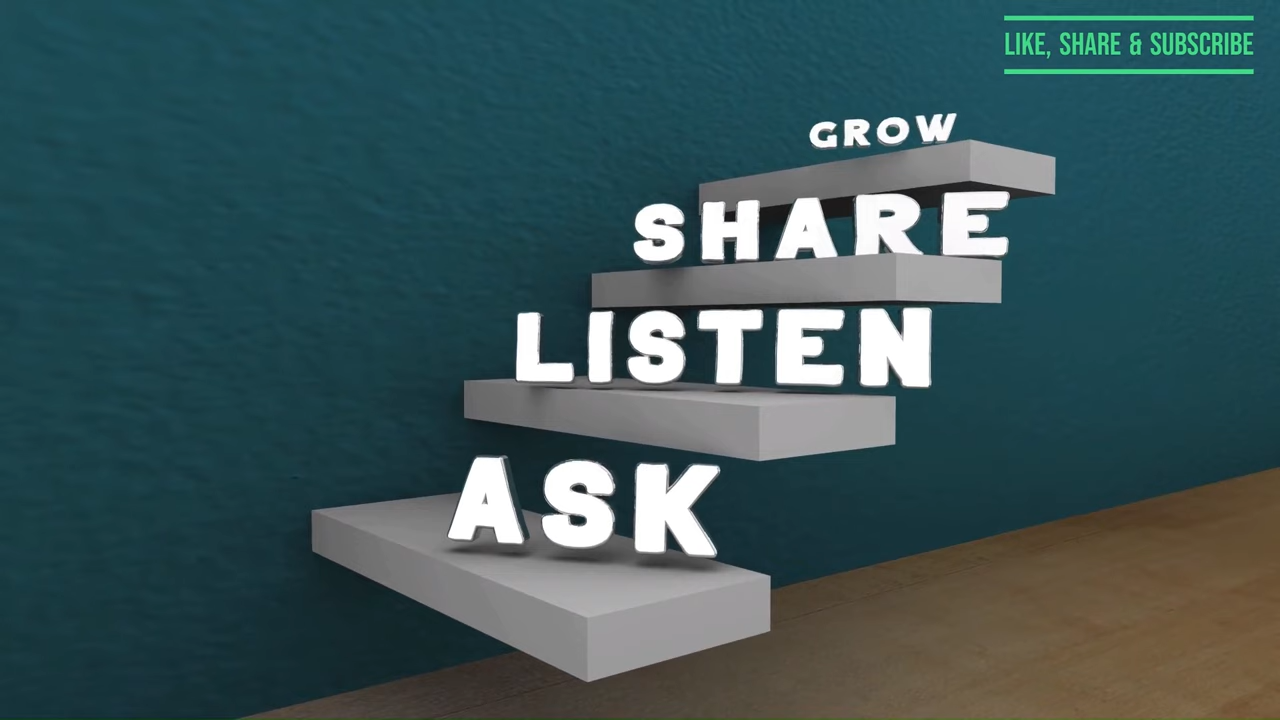 LIKE, SHARE & SUBSCRIBE
GROW
SHARE
LISTEN
ASK